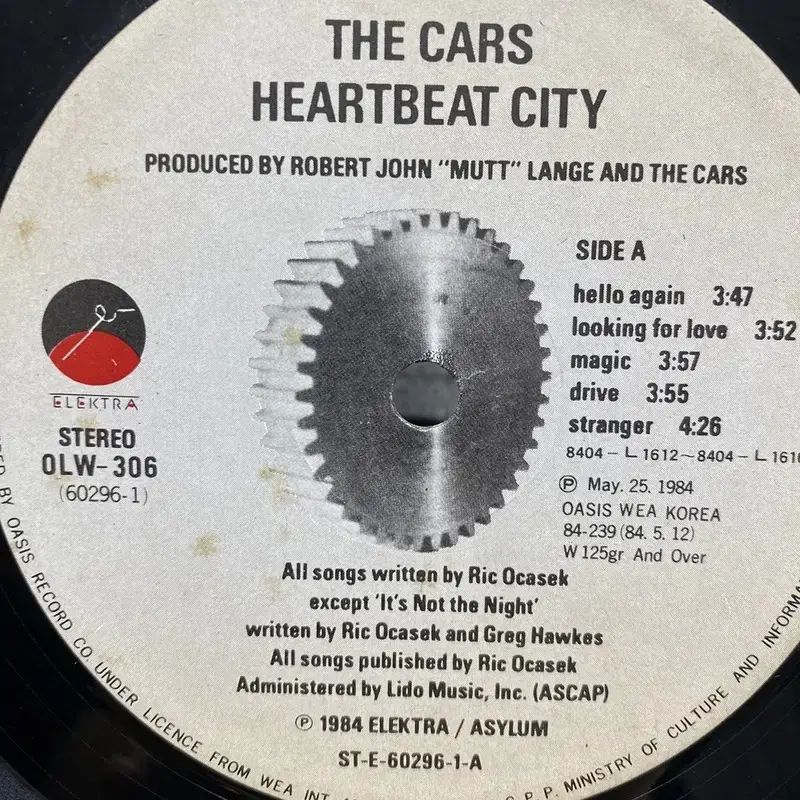 THE CARS
HEARTBEAT CITY
PRODUCED BY ROBERT JOHN "MUTT" LANGE AND THE CARS
SIDE A
hello again 3:47
looking for love 3:52
magic 3:57
drive 3:55
stranger 4:26
8404-L1612~8404-L161
ELEKTRA
STEREO
OLW-306
(60296-1)
Ⓟ May. 25. 1984
OASIS WEA KOREA
84-239 (84. 5. 12)
W125gr And Over
All songs written by Ric Ocasek
except 'It's Not the Night'
written by Ric Ocasek and Greg Hawkes
All songs published by Ric Ocasek
Administered by Lido Music, Inc. (ASCAP)
Ⓟ 1984 ELEKTRA / ASYLUM
ST-E-60296-1-A
BY OASIS RECORD CO. UNDER LICENCE FROM WEA INT
P. P. MINISTRY OF CULTURE AND INFORMA